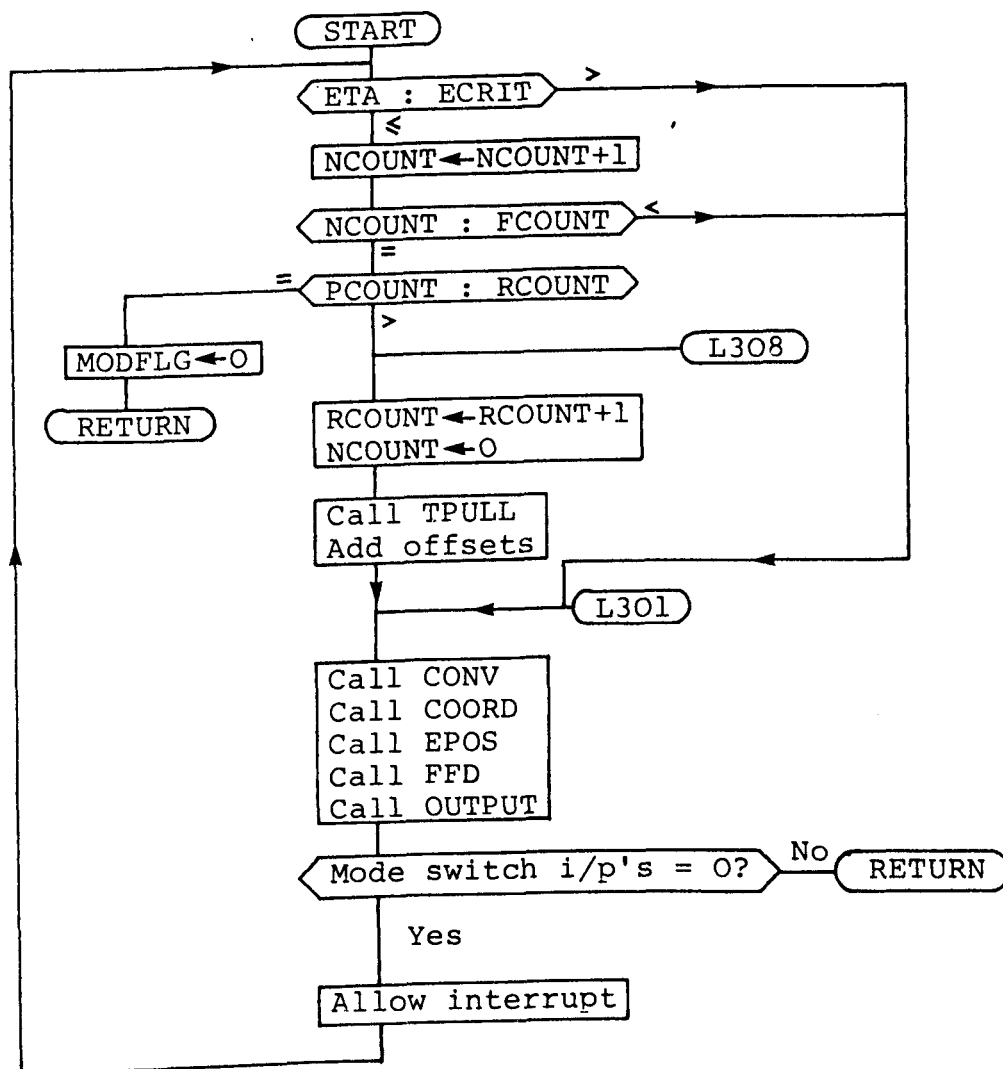 START
ETA : ECRIT
>
≤
NCOUNT←NCOUNT+1
NCOUNT : FCOUNT
<
=
=
PCOUNT : RCOUNT
>
L308
MODFLG←0
RETURN
RCOUNT←RCOUNT+1
NCOUNT←0
Call TPULL
Add offsets
L301
Call CONV
Call COORD
Call EPOS
Call FFD
Call OUTPUT
Mode switch i/p's = 0?
No
RETURN
Yes
Allow interrupt